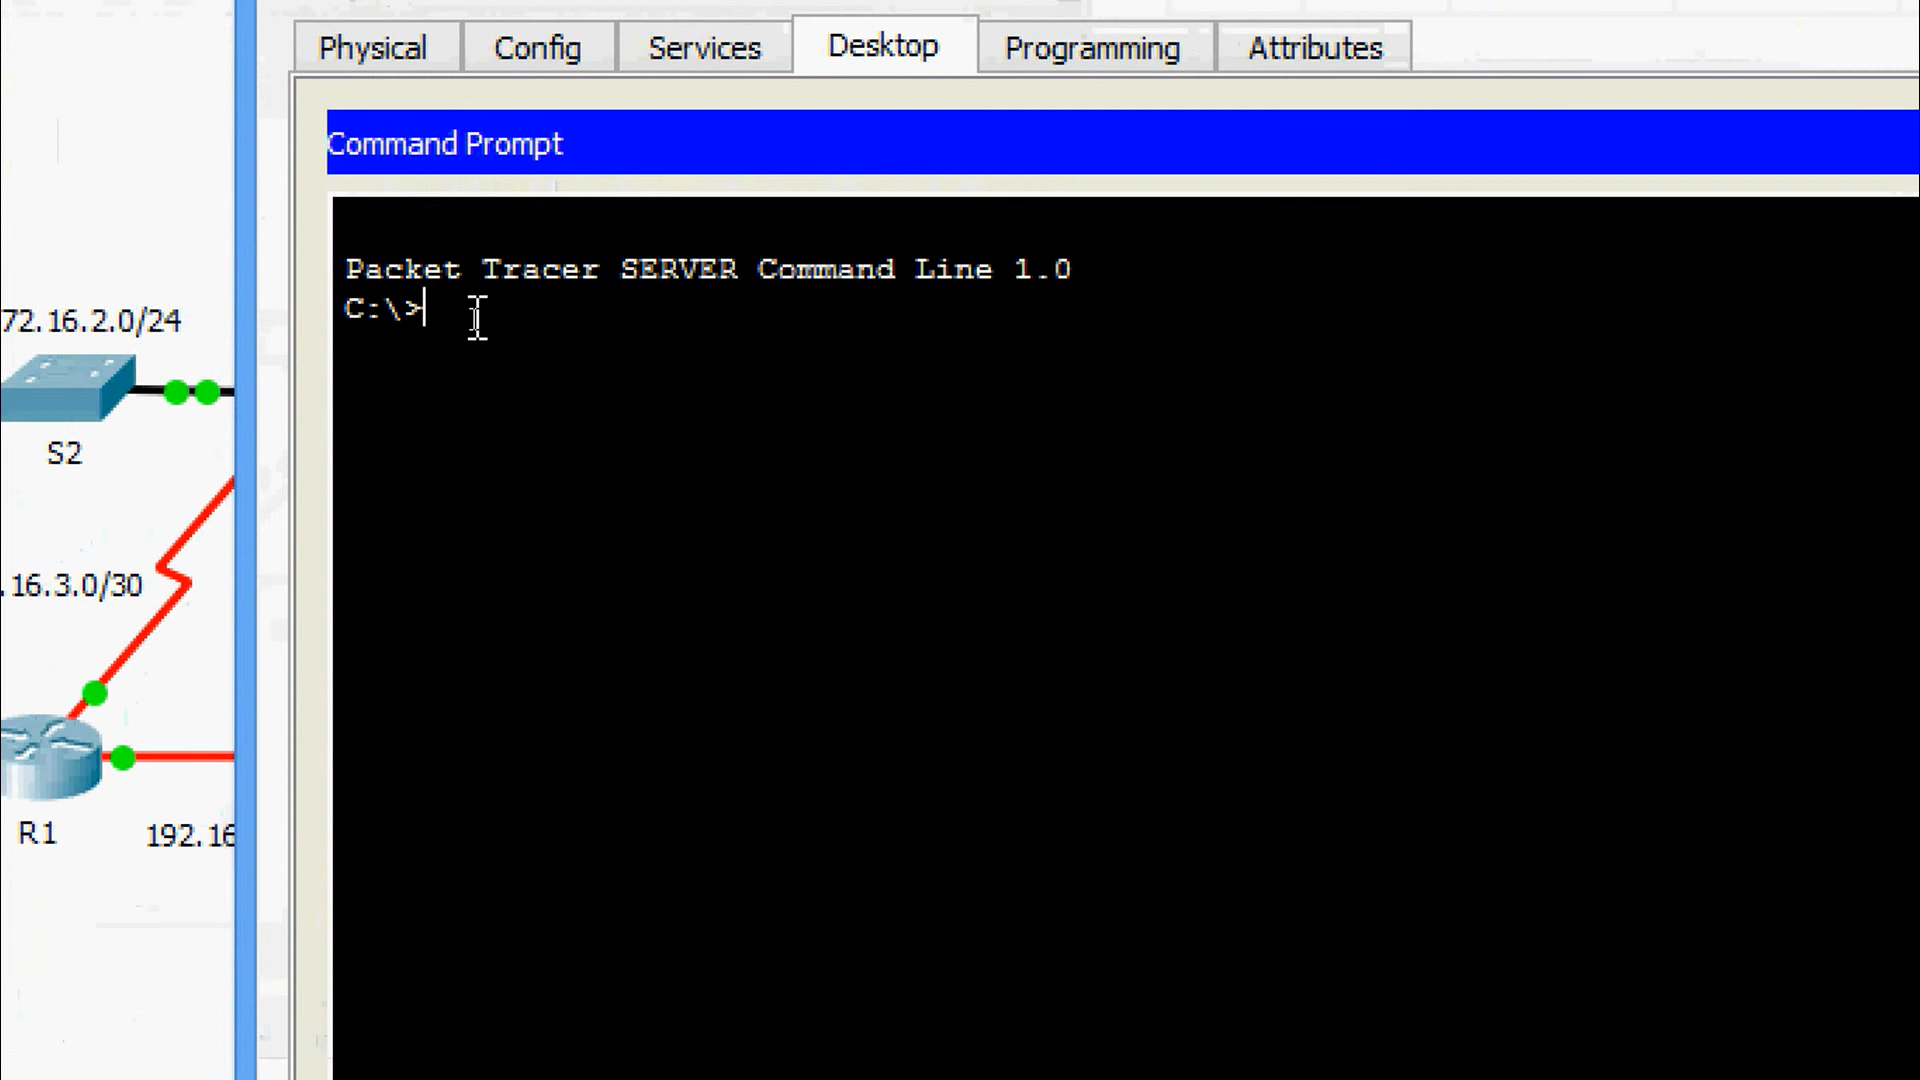 Physical
Config
Services
Desktop
Programming
Attributes
Command Prompt
Packet Tracer SERVER Command Line 1.0
C:\>
72.16.2.0/24
S2
.16.3.0/30
R1
192.16